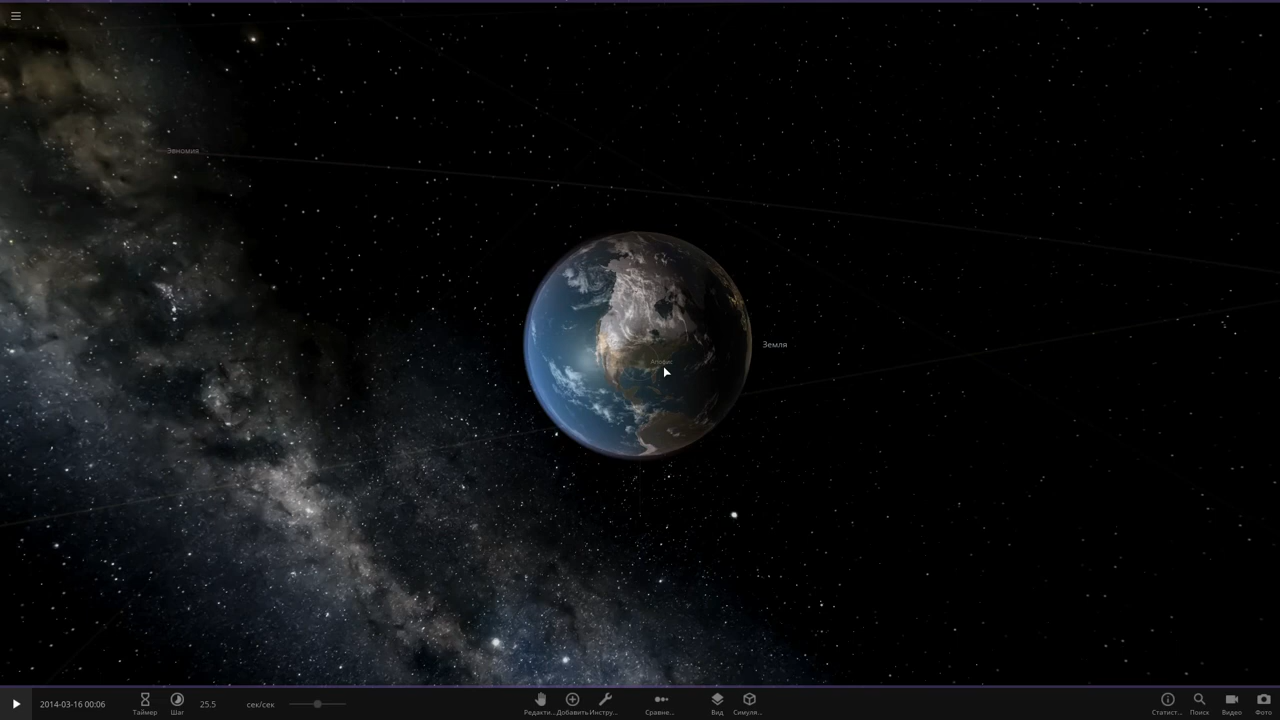 Эвномия
Земля
Апофис
2014-03-16 00:06
Таймер
Шаг
25.5
сек/сек
Редакти...
Добавить
Инстру...
Сравне...
Вид
Симуля...
Статист...
Поиск
Видео
Фото